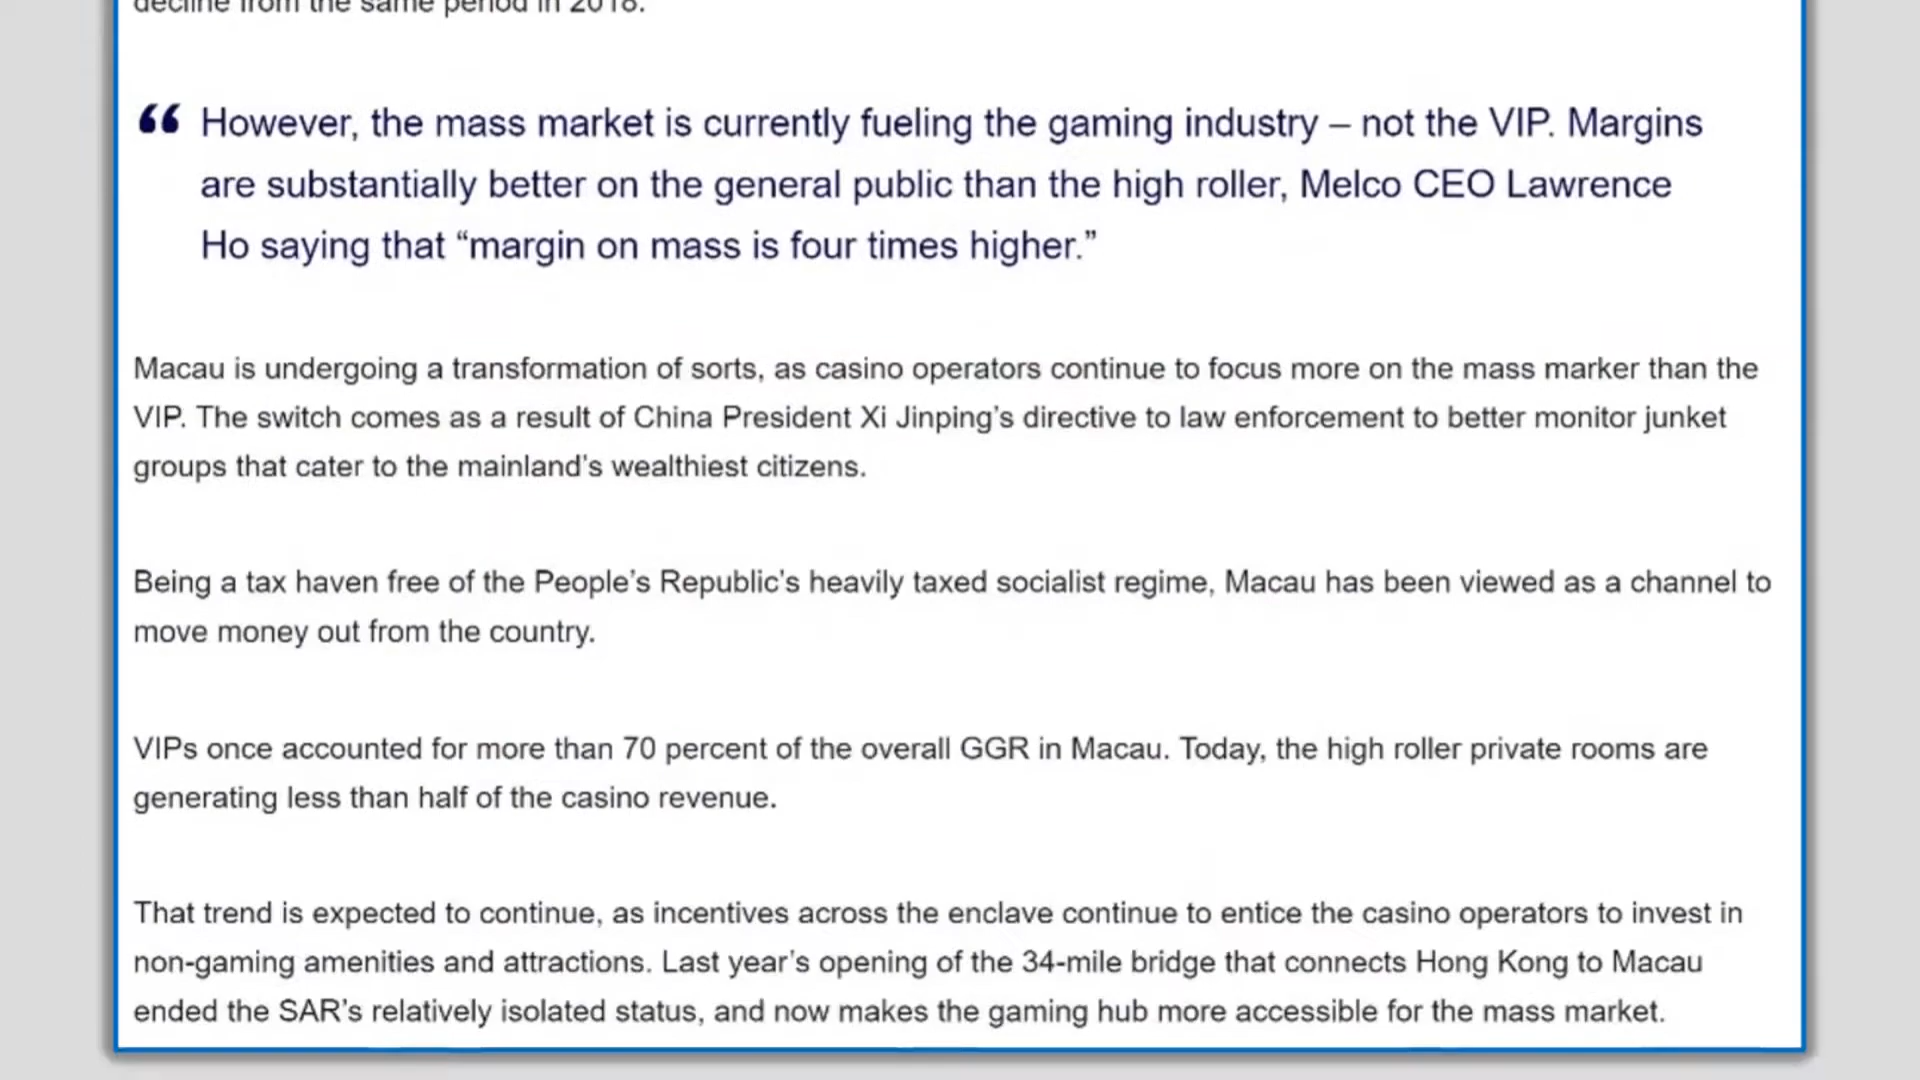 decline from the same period in 2018.
“ However, the mass market is currently fueling the gaming industry – not the VIP. Margins
are substantially better on the general public than the high roller, Melco CEO Lawrence
Ho saying that “margin on mass is four times higher.”
Macau is undergoing a transformation of sorts, as casino operators continue to focus more on the mass marker than the
VIP. The switch comes as a result of China President Xi Jinping’s directive to law enforcement to better monitor junket
groups that cater to the mainland’s wealthiest citizens.
Being a tax haven free of the People’s Republic’s heavily taxed socialist regime, Macau has been viewed as a channel to
move money out from the country.
VIPs once accounted for more than 70 percent of the overall GGR in Macau. Today, the high roller private rooms are
generating less than half of the casino revenue.
That trend is expected to continue, as incentives across the enclave continue to entice the casino operators to invest in
non-gaming amenities and attractions. Last year’s opening of the 34-mile bridge that connects Hong Kong to Macau
ended the SAR’s relatively isolated status, and now makes the gaming hub more accessible for the mass market.